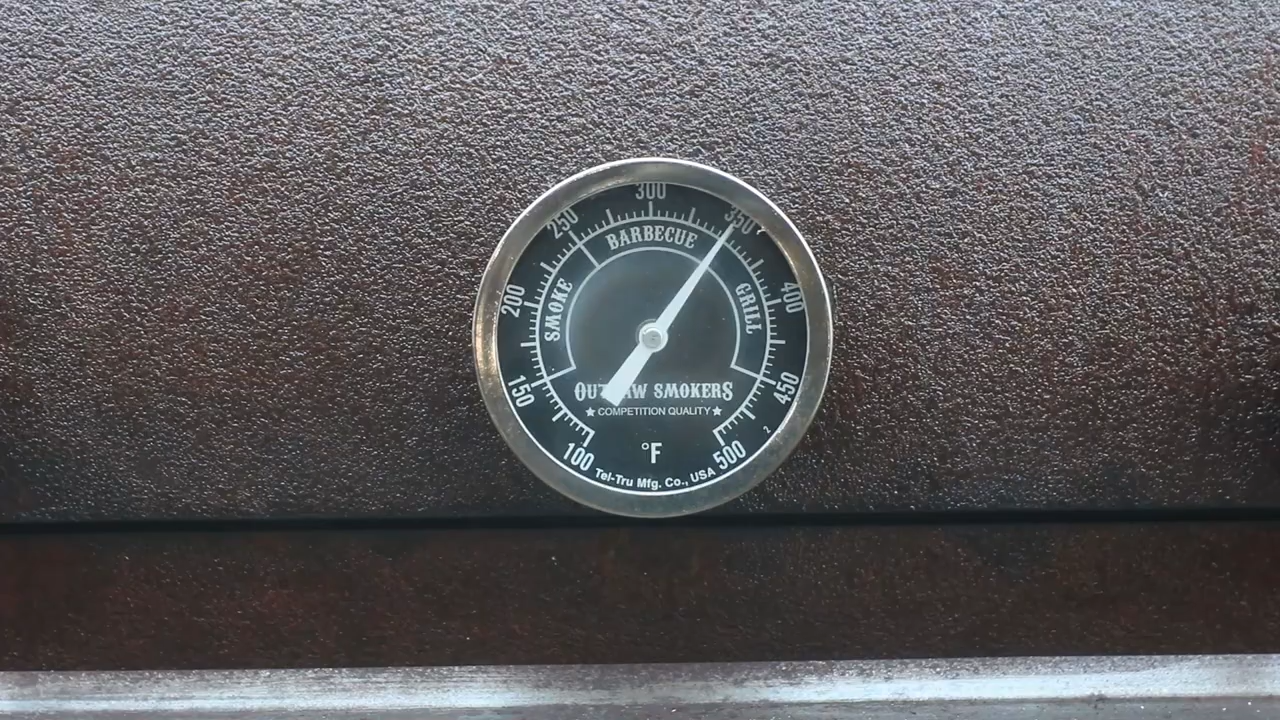 300
250
350
BARBECUE
200
SMOKE
GRILL
400
150
OUTLAW SMOKERS
450
★ COMPETITION QUALITY ★
100
°F
500
2
Tel-Tru Mfg. Co., USA